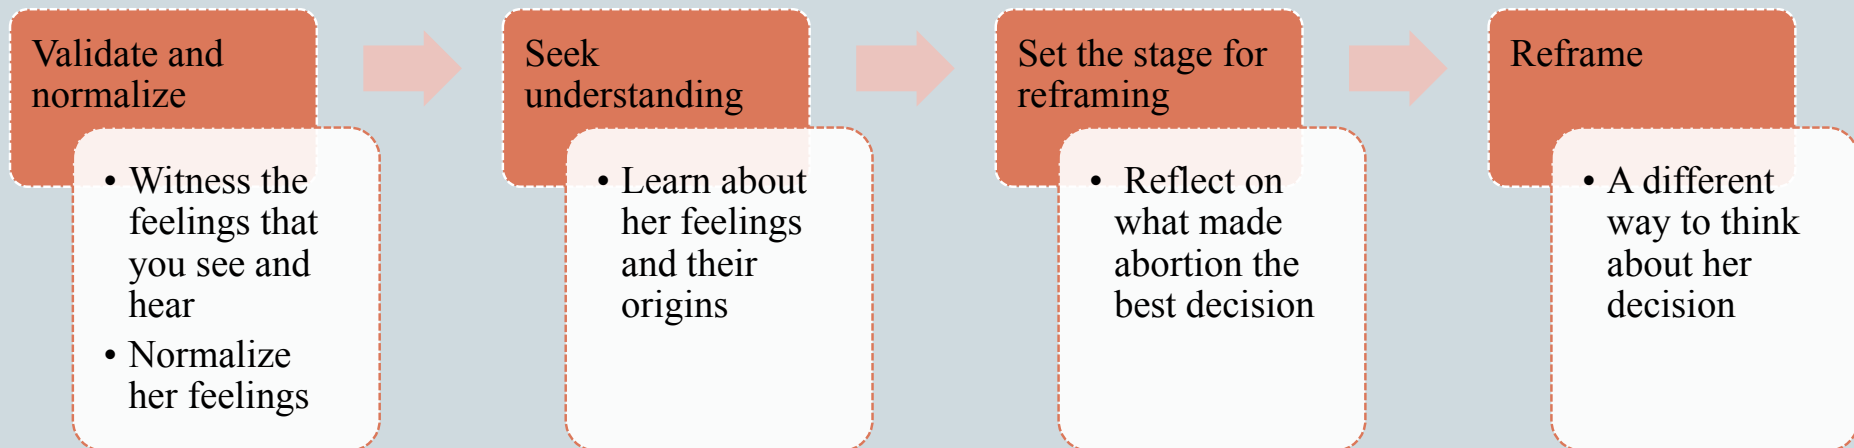 Validate and
normalize
• Witness the
feelings that
you see and
hear
• Normalize
her feelings
Seek
understanding
• Learn about
her feelings
and their
origins
Set the stage for
reframing
• Reflect on
what made
abortion the
best decision
Reframe
• A different
way to think
about her
decision